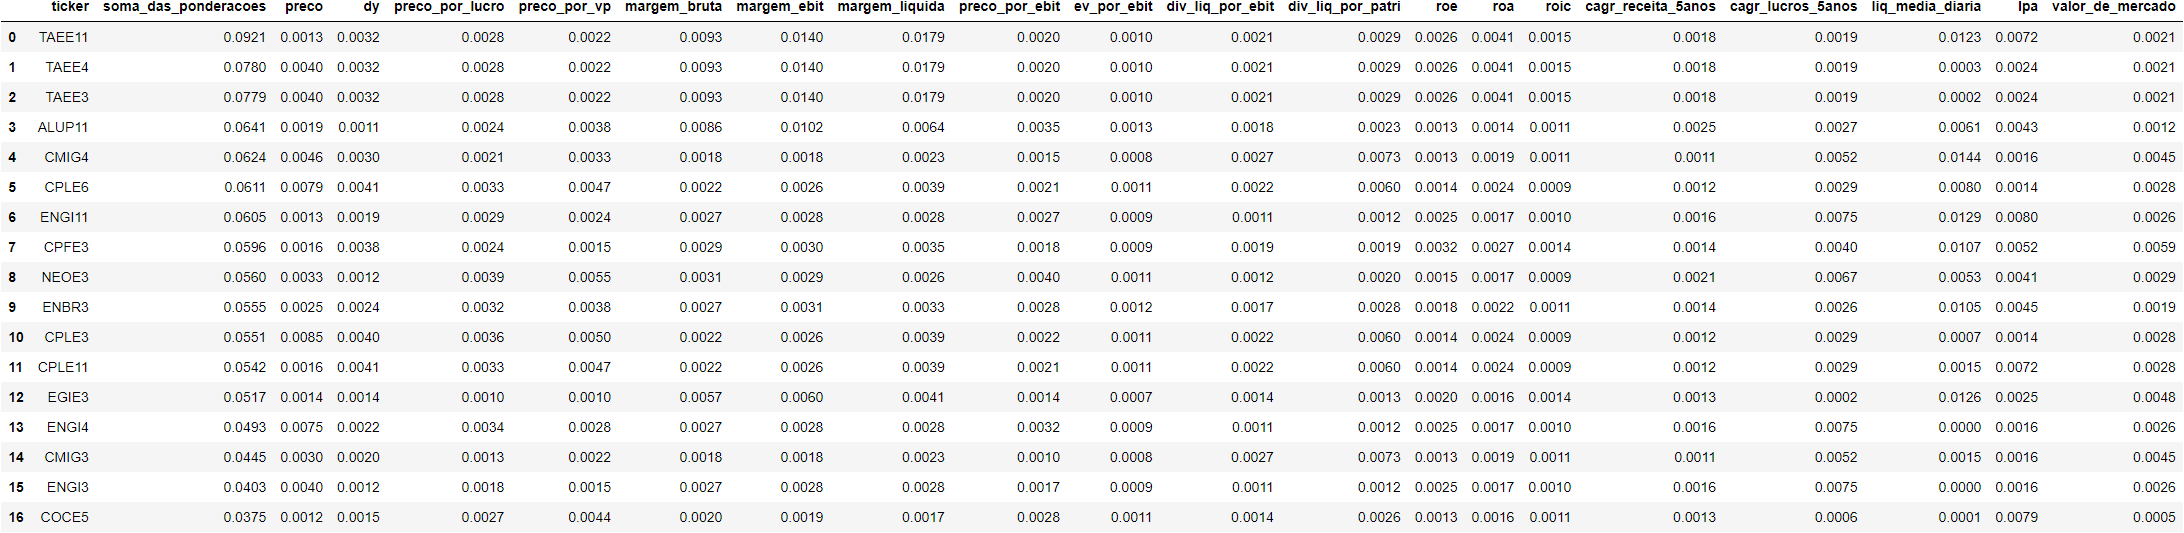 ticker soma_das_ponderacoes preco dy preco_por_lucro preco_por_vp margem_bruta margem_ebit margem_liquida preco_por_ebit ev_por_ebit div_liq_por_ebit div_liq_por_patri roe roa roic cagr_receita_5anos cagr_lucros_5anos liq_media_diaria lpa valor_de_mercado
0 TAEE11 0.0921 0.0013 0.0032 0.0028 0.0022 0.0093 0.0140 0.0179 0.0020 0.0010 0.0021 0.0029 0.0026 0.0041 0.0015 0.0018 0.0019 0.0123 0.0072 0.0021
1 TAEE4 0.0780 0.0040 0.0032 0.0028 0.0022 0.0093 0.0140 0.0179 0.0020 0.0010 0.0021 0.0029 0.0026 0.0041 0.0015 0.0018 0.0019 0.0003 0.0024 0.0021
2 TAEE3 0.0779 0.0040 0.0032 0.0028 0.0022 0.0093 0.0140 0.0179 0.0020 0.0010 0.0021 0.0029 0.0026 0.0041 0.0015 0.0018 0.0019 0.0002 0.0024 0.0021
3 ALUP11 0.0641 0.0019 0.0011 0.0024 0.0038 0.0086 0.0102 0.0064 0.0035 0.0013 0.0018 0.0023 0.0013 0.0014 0.0011 0.0025 0.0027 0.0061 0.0043 0.0012
4 CMIG4 0.0624 0.0046 0.0030 0.0021 0.0033 0.0018 0.0018 0.0023 0.0015 0.0008 0.0027 0.0073 0.0013 0.0019 0.0011 0.0011 0.0052 0.0144 0.0016 0.0045
5 CPLE6 0.0611 0.0079 0.0041 0.0033 0.0047 0.0022 0.0026 0.0039 0.0021 0.0011 0.0022 0.0060 0.0014 0.0024 0.0009 0.0012 0.0029 0.0080 0.0014 0.0028
6 ENGI11 0.0605 0.0013 0.0019 0.0029 0.0024 0.0027 0.0028 0.0028 0.0027 0.0009 0.0011 0.0012 0.0025 0.0017 0.0010 0.0016 0.0075 0.0129 0.0080 0.0026
7 CPFE3 0.0596 0.0016 0.0038 0.0024 0.0015 0.0029 0.0030 0.0035 0.0018 0.0009 0.0019 0.0019 0.0032 0.0027 0.0014 0.0014 0.0040 0.0107 0.0052 0.0059
8 NEOE3 0.0560 0.0033 0.0012 0.0039 0.0055 0.0031 0.0029 0.0026 0.0040 0.0011 0.0012 0.0020 0.0015 0.0017 0.0009 0.0021 0.0067 0.0053 0.0041 0.0029
9 ENBR3 0.0555 0.0025 0.0024 0.0032 0.0038 0.0027 0.0031 0.0033 0.0028 0.0012 0.0017 0.0028 0.0018 0.0022 0.0011 0.0014 0.0026 0.0105 0.0045 0.0019
10 CPLE3 0.0551 0.0085 0.0040 0.0036 0.0050 0.0022 0.0026 0.0039 0.0022 0.0011 0.0022 0.0060 0.0014 0.0024 0.0009 0.0012 0.0029 0.0007 0.0014 0.0028
11 CPLE11 0.0542 0.0016 0.0041 0.0033 0.0047 0.0022 0.0026 0.0039 0.0021 0.0011 0.0022 0.0060 0.0014 0.0024 0.0009 0.0012 0.0029 0.0015 0.0072 0.0028
12 EGIE3 0.0517 0.0014 0.0014 0.0010 0.0010 0.0057 0.0060 0.0041 0.0014 0.0007 0.0014 0.0013 0.0020 0.0016 0.0014 0.0013 0.0002 0.0126 0.0025 0.0048
13 ENGI4 0.0493 0.0075 0.0022 0.0034 0.0028 0.0027 0.0028 0.0028 0.0032 0.0009 0.0011 0.0012 0.0025 0.0017 0.0010 0.0016 0.0075 0.0000 0.0016 0.0026
14 CMIG3 0.0445 0.0030 0.0020 0.0013 0.0022 0.0018 0.0018 0.0023 0.0010 0.0008 0.0027 0.0073 0.0013 0.0019 0.0011 0.0011 0.0052 0.0015 0.0016 0.0045
15 ENGI3 0.0403 0.0040 0.0012 0.0018 0.0015 0.0027 0.0028 0.0028 0.0017 0.0009 0.0011 0.0012 0.0025 0.0017 0.0010 0.0016 0.0075 0.0000 0.0016 0.0026
16 COCE5 0.0375 0.0012 0.0015 0.0027 0.0044 0.0020 0.0019 0.0017 0.0028 0.0011 0.0014 0.0026 0.0013 0.0016 0.0011 0.0013 0.0006 0.0001 0.0079 0.0005